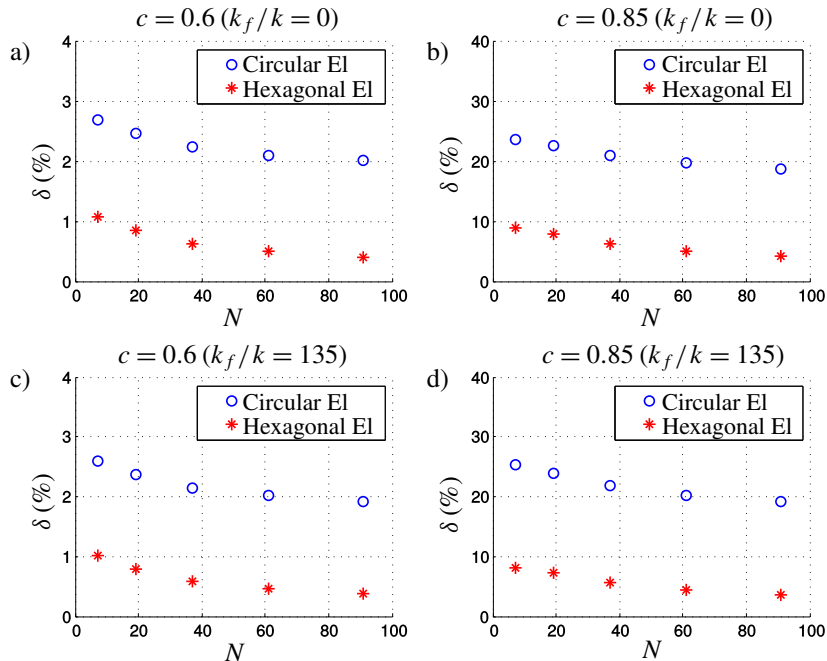 c = 0.6 (k_f/k = 0)
a)
4
3
2
1
0
δ (%)
Circular El
Hexagonal El
0 20 40 60 80 100
N
c = 0.85 (k_f/k = 0)
b)
40
30
20
10
0
δ (%)
Circular El
Hexagonal El
0 20 40 60 80 100
N
c = 0.6 (k_f/k = 135)
c)
4
3
2
1
0
δ (%)
Circular El
Hexagonal El
0 20 40 60 80 100
N
c = 0.85 (k_f/k = 135)
d)
40
30
20
10
0
δ (%)
Circular El
Hexagonal El
0 20 40 60 80 100
N